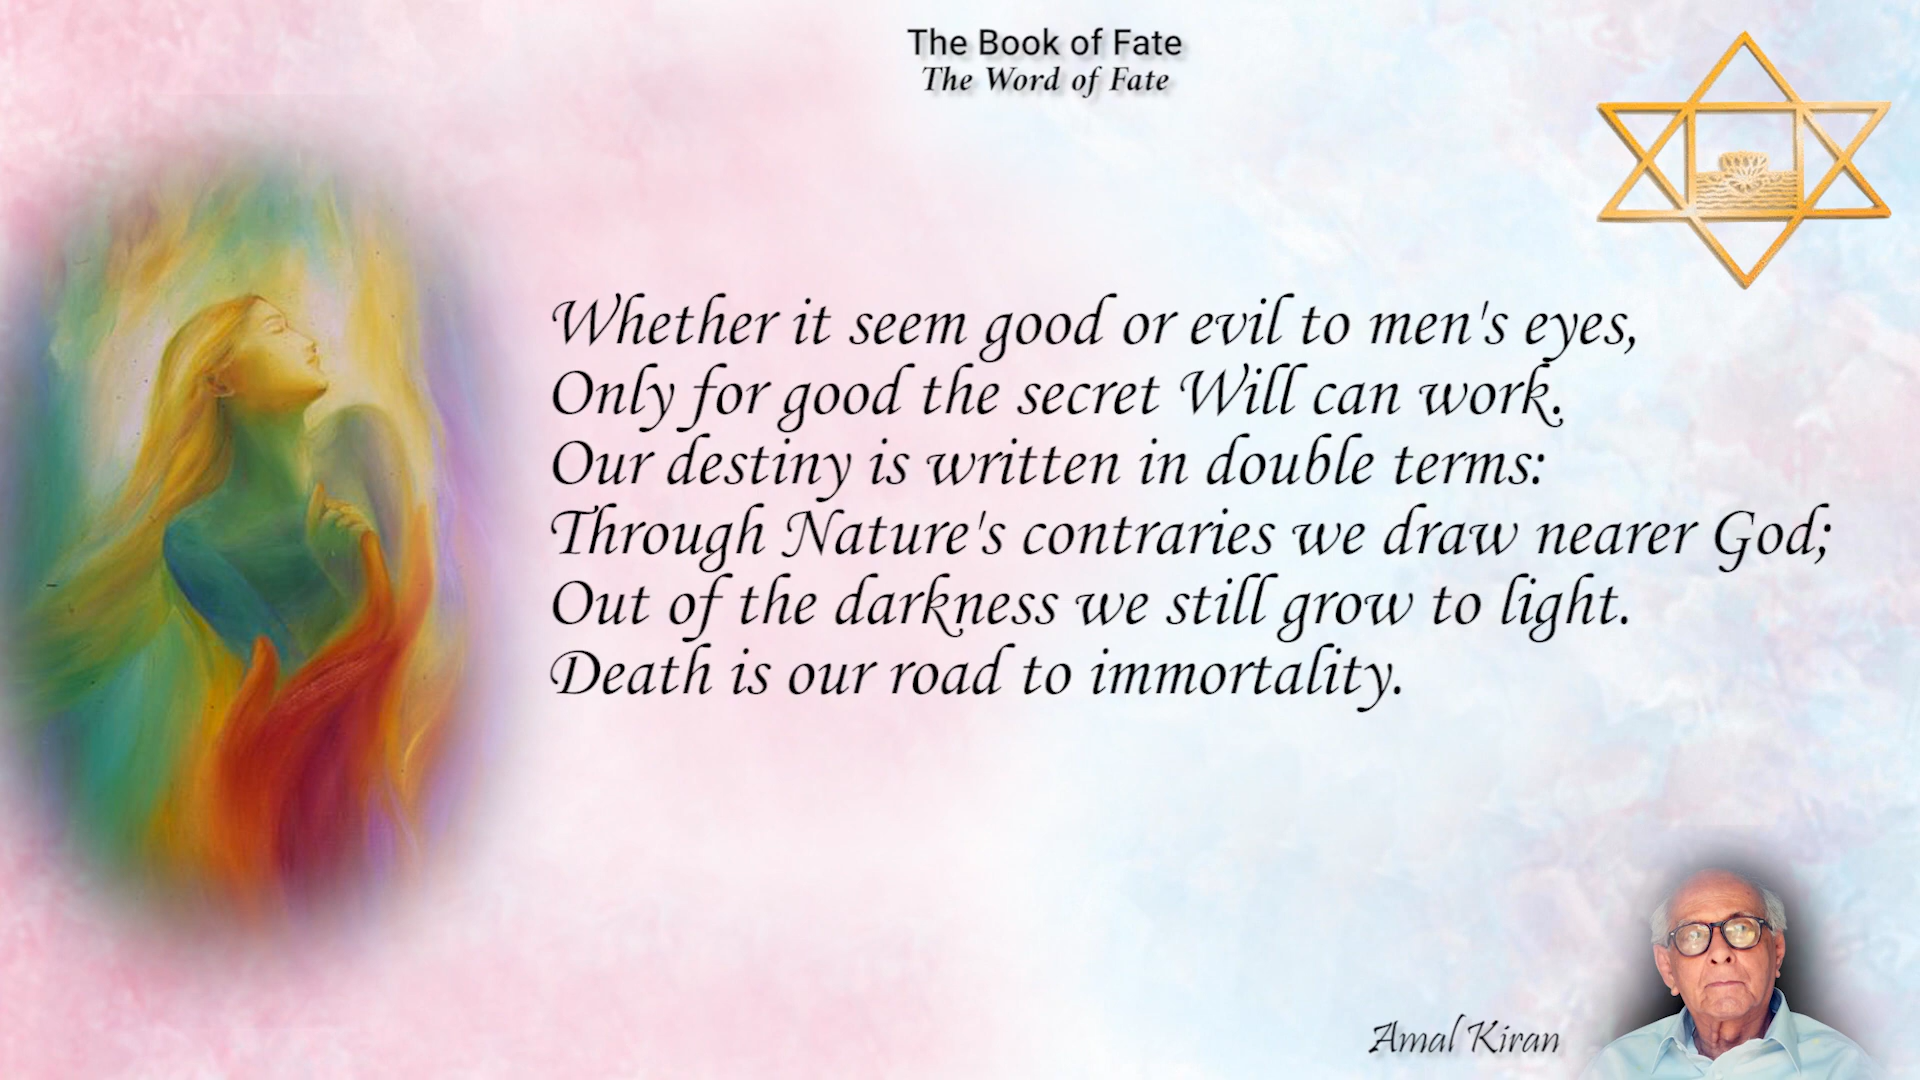 The Book of Fate
The Word of Fate
Whether it seem good or evil to men's eyes,
Only for good the secret Will can work.
Our destiny is written in double terms:
Through Nature's contraries we draw nearer God;
Out of the darkness we still grow to light.
Death is our road to immortality.
Amal Kiran